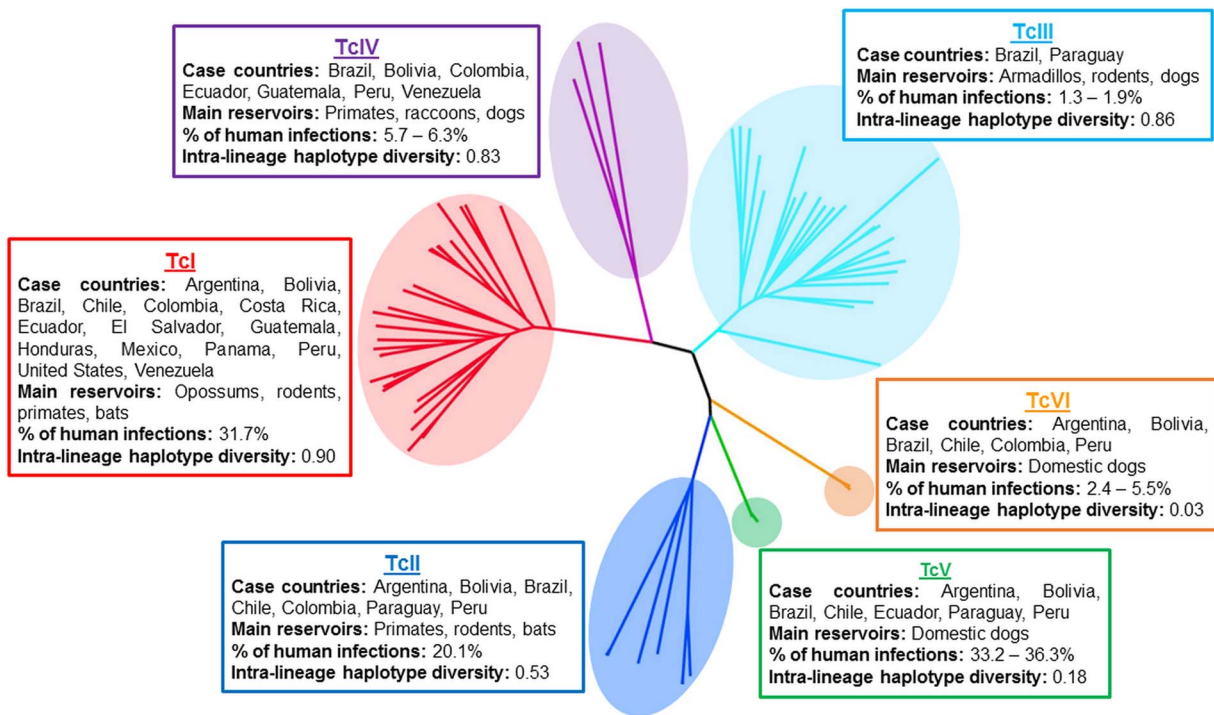 TcIV
Case countries: Brazil, Bolivia, Colombia,
Ecuador, Guatemala, Peru, Venezuela
Main reservoirs: Primates, raccoons, dogs
% of human infections: 5.7 – 6.3%
Intra-lineage haplotype diversity: 0.83
TcIII
Case countries: Brazil, Paraguay
Main reservoirs: Armadillos, rodents, dogs
% of human infections: 1.3 – 1.9%
Intra-lineage haplotype diversity: 0.86
TcI
Case countries: Argentina, Bolivia,
Brazil, Chile, Colombia, Costa Rica,
Ecuador, El Salvador, Guatemala,
Honduras, Mexico, Panama, Peru,
United States, Venezuela
Main reservoirs: Opossums, rodents,
primates, bats
% of human infections: 31.7%
Intra-lineage haplotype diversity: 0.90
TcVI
Case countries: Argentina, Bolivia,
Brazil, Chile, Colombia, Peru
Main reservoirs: Domestic dogs
% of human infections: 2.4 – 5.5%
Intra-lineage haplotype diversity: 0.03
TcII
Case countries: Argentina, Bolivia, Brazil,
Chile, Colombia, Paraguay, Peru
Main reservoirs: Primates, rodents, bats
% of human infections: 20.1%
Intra-lineage haplotype diversity: 0.53
TcV
Case countries: Argentina, Bolivia,
Brazil, Chile, Ecuador, Paraguay, Peru
Main reservoirs: Domestic dogs
% of human infections: 33.2 – 36.3%
Intra-lineage haplotype diversity: 0.18